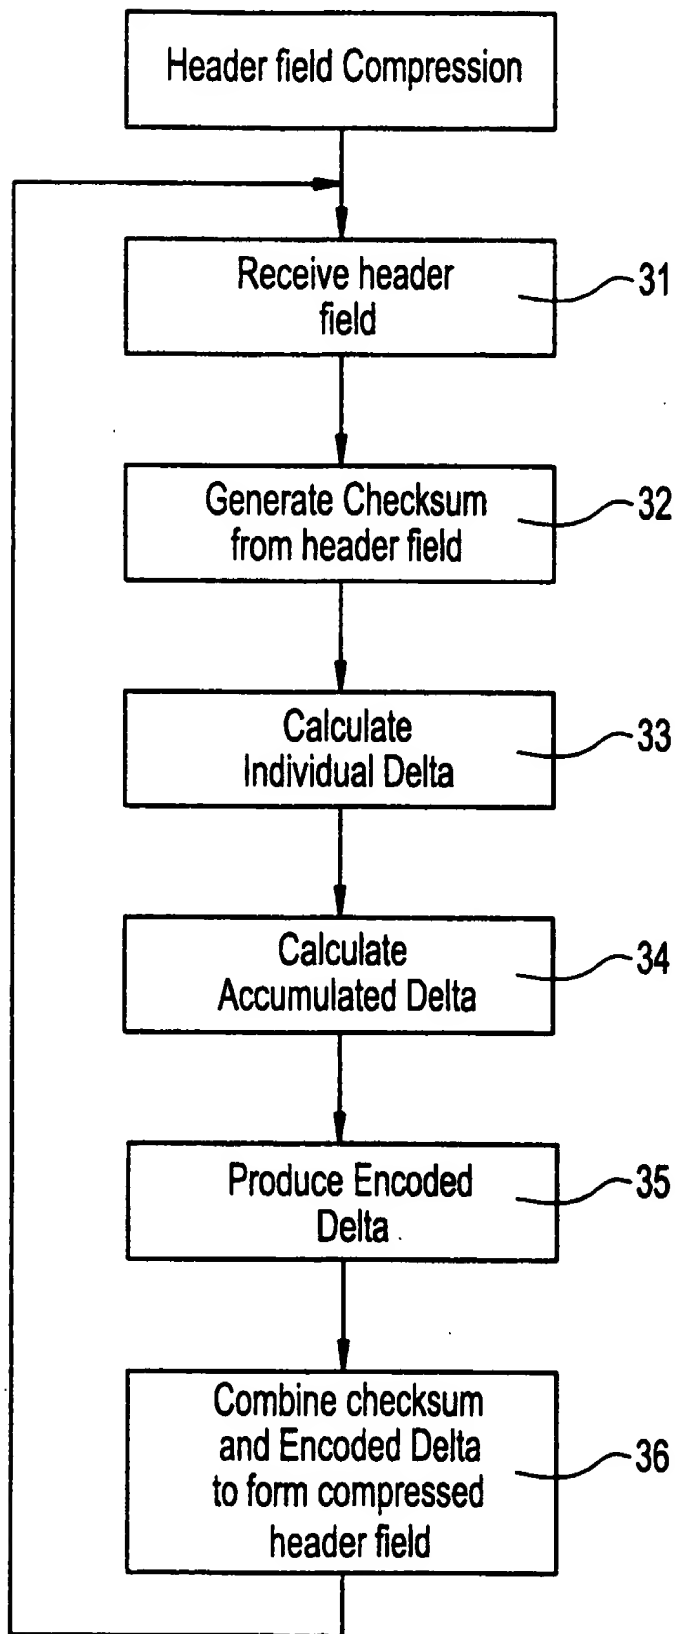 Header field Compression
Receive header
field
31
Generate Checksum
from header field
32
Calculate
Individual Delta
33
Calculate
Accumulated Delta
34
Produce Encoded
Delta
35
Combine checksum
and Encoded Delta
to form compressed
header field
36